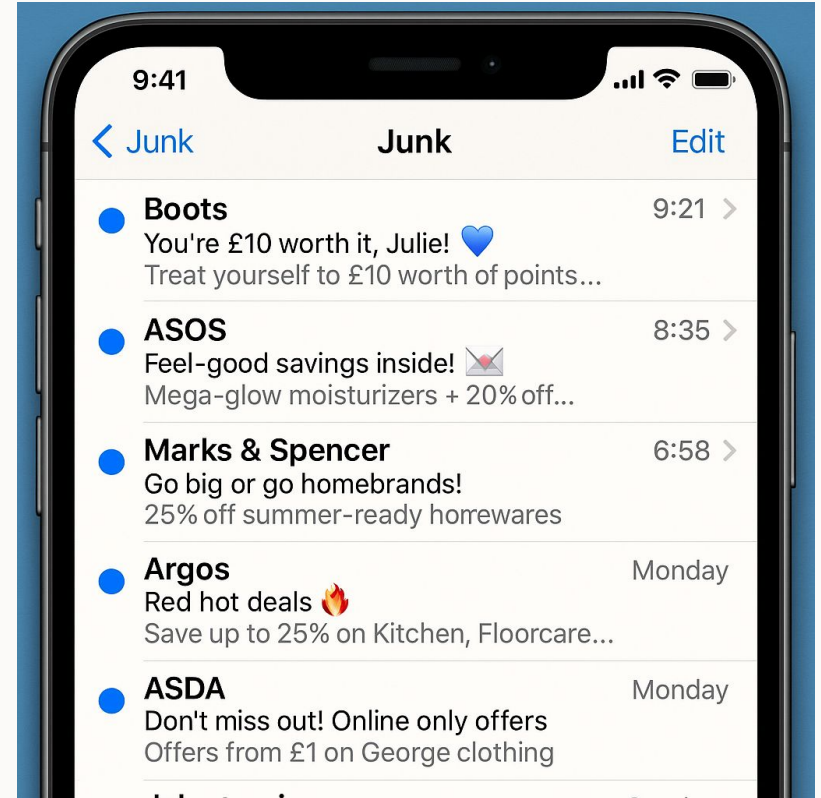 9:41
Junk
Junk
Edit
Boots
9:21
You're £10 worth it, Julie! 💙
Treat yourself to £10 worth of points...
ASOS
8:35
Feel-good savings inside! 💌
Mega-glow moisturizers + 20% off...
Marks & Spencer
6:58
Go big or go homebrands!
25% off summer-ready horrewares
Argos
Monday
Red hot deals 🔥
Save up to 25% on Kitchen, Floorcare...
ASDA
Monday
Don't miss out! Online only offers
Offers from £1 on George clothing